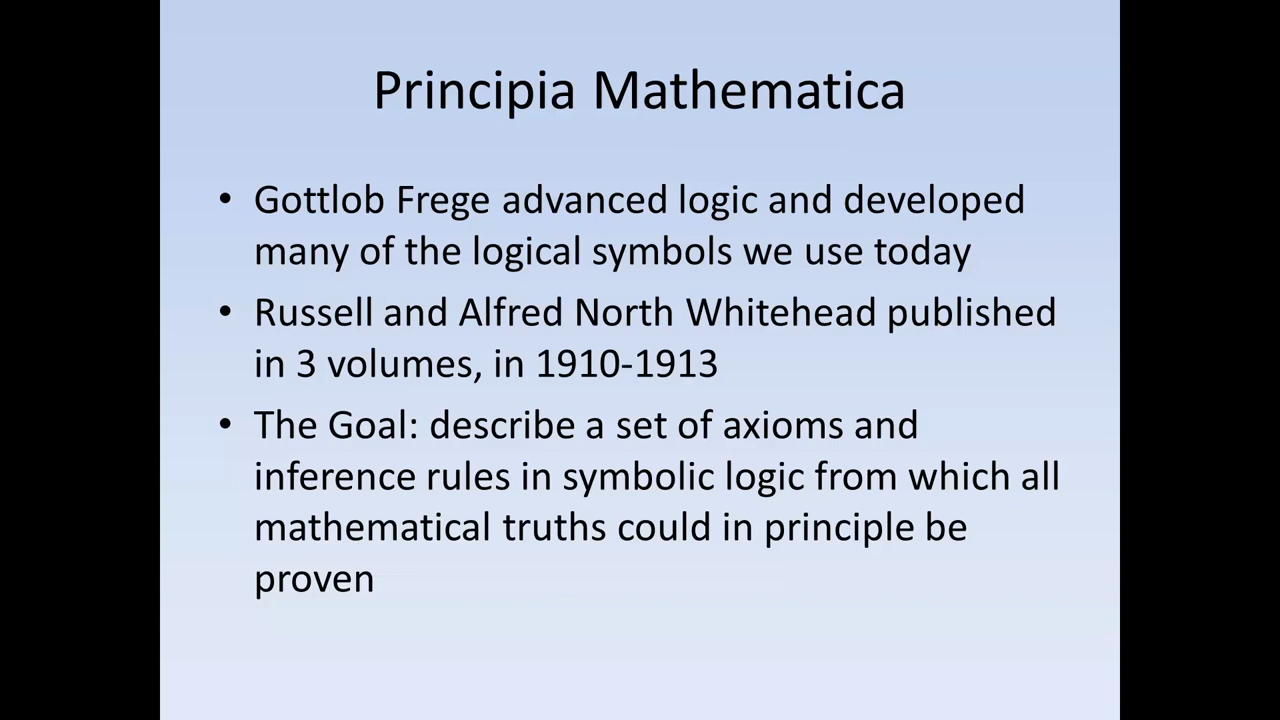 Principia Mathematica
• Gottlob Frege advanced logic and developed
many of the logical symbols we use today
• Russell and Alfred North Whitehead published
in 3 volumes, in 1910-1913
• The Goal: describe a set of axioms and
inference rules in symbolic logic from which all
mathematical truths could in principle be
proven